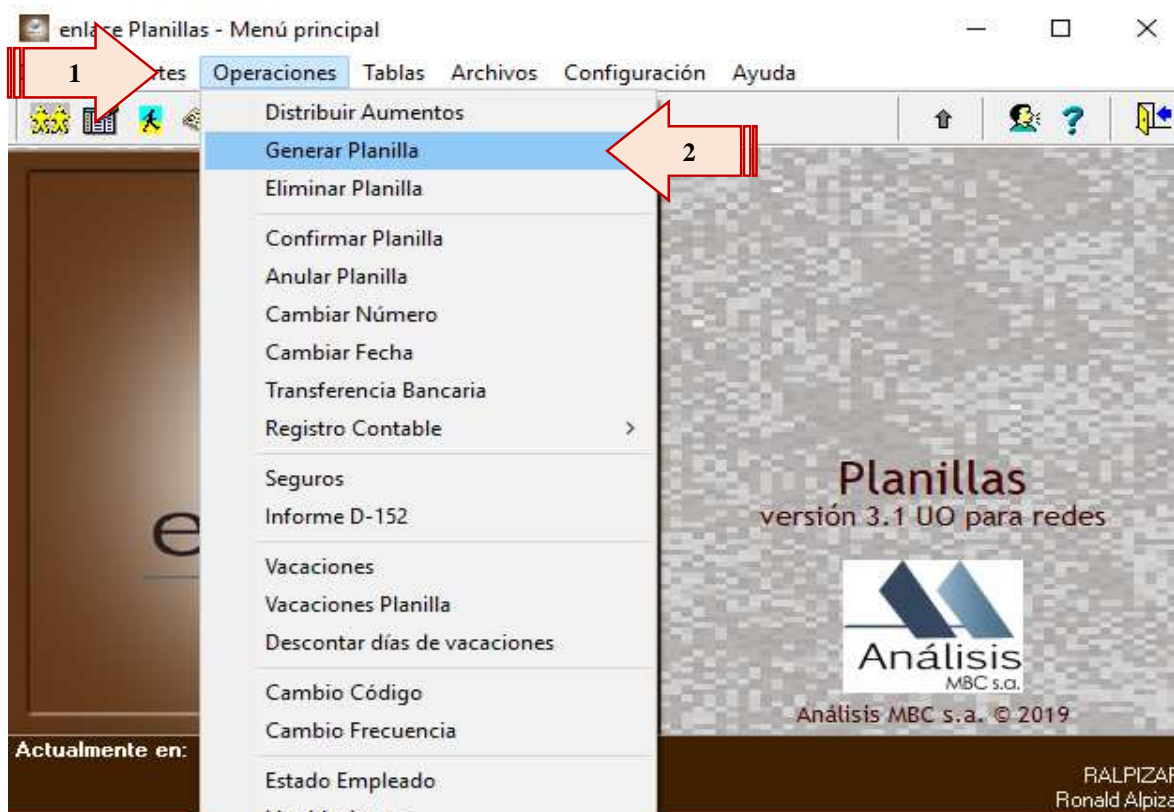 enlace Planillas - Menú principal
1
Operaciones Tablas Archivos Configuración Ayuda
Distribuir Aumentos
Generar Planilla
2
Eliminar Planilla
Confirmar Planilla
Anular Planilla
Cambiar Número
Cambiar Fecha
Transferencia Bancaria
Registro Contable >
Seguros
Informe D-152
Vacaciones
Vacaciones Planilla
Descontar días de vacaciones
Cambio Código
Cambio Frecuencia
Estado Empleado
Planillas
versión 3.1 UO para redes
Análisis
MBC s.a.
Análisis MBC s.a. © 2019
Actualmente en:
RALPIZAR
Ronald Alpiza